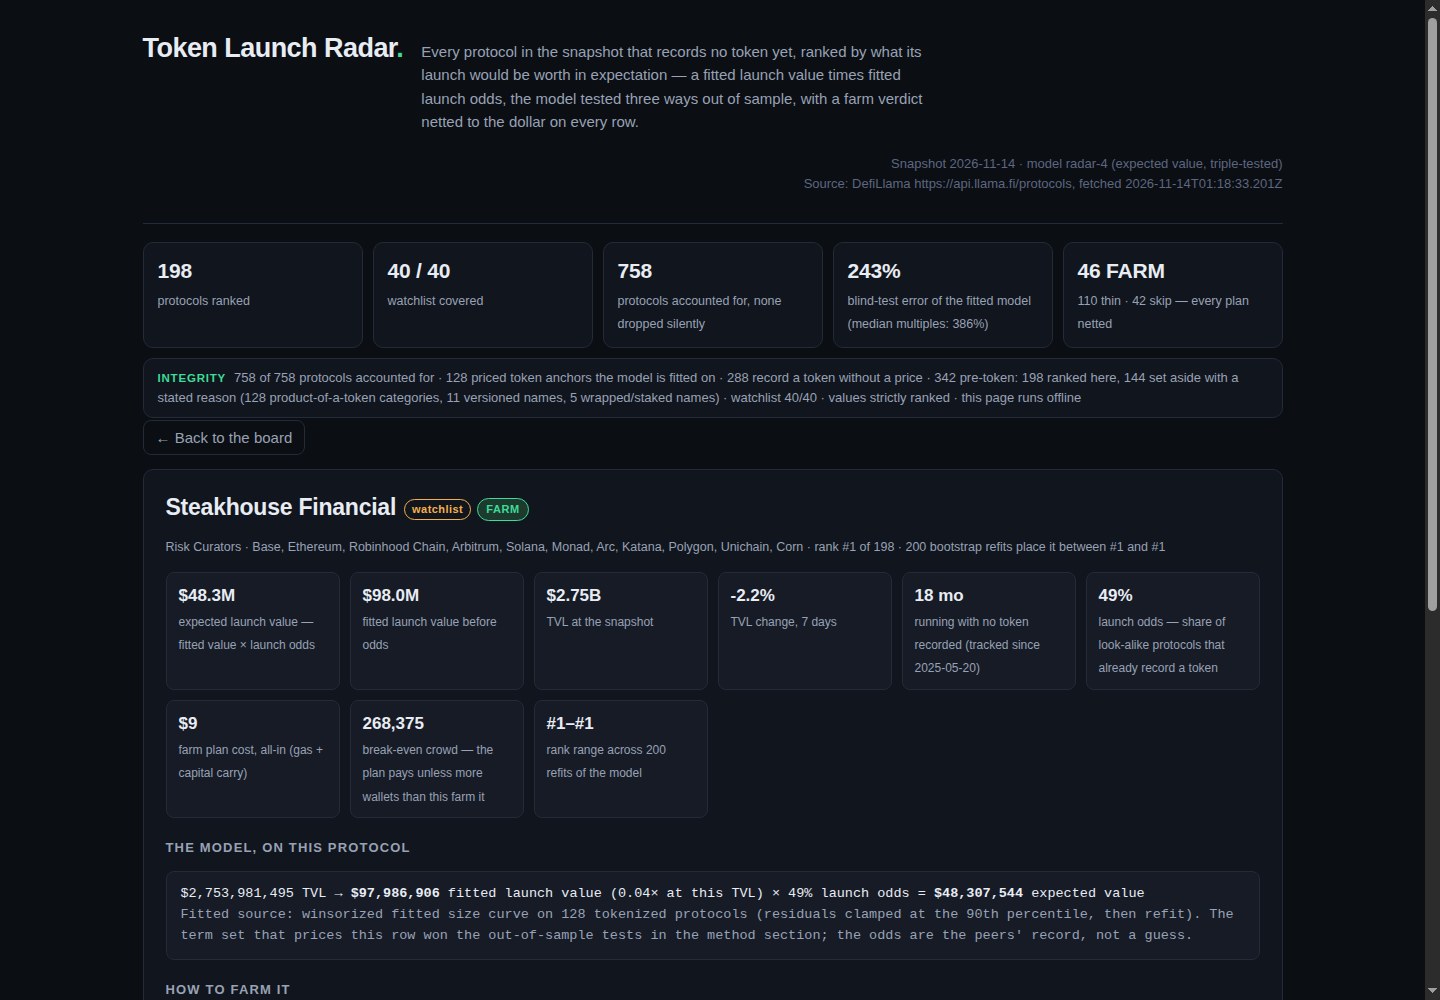 Token Launch Radar.
Every protocol in the snapshot that records no token yet, ranked by what its
launch would be worth in expectation — a fitted launch value times fitted
launch odds, the model tested three ways out of sample, with a farm verdict
netted to the dollar on every row.
Snapshot 2026-11-14 · model radar-4 (expected value, triple-tested)
Source: DefiLlama https://api.llama.fi/protocols, fetched 2026-11-14T01:18:33.201Z
198
protocols ranked
40 / 40
watchlist covered
758
protocols accounted for, none
dropped silently
243%
blind-test error of the fitted model
(median multiples: 386%)
46 FARM
110 thin · 42 skip — every plan
netted
INTEGRITY 758 of 758 protocols accounted for · 128 priced token anchors the model is fitted on · 288 record a token without a price · 342 pre-token: 198 ranked here, 144 set aside with a
stated reason (128 product-of-a-token categories, 11 versioned names, 5 wrapped/staked names) · watchlist 40/40 · values strictly ranked · this page runs offline
← Back to the board
Steakhouse Financial watchlist FARM
Risk Curators · Base, Ethereum, Robinhood Chain, Arbitrum, Solana, Monad, Arc, Katana, Polygon, Unichain, Corn · rank #1 of 198 · 200 bootstrap refits place it between #1 and #1
$48.3M
expected launch value —
fitted value × launch odds
$98.0M
fitted launch value before
odds
$2.75B
TVL at the snapshot
-2.2%
TVL change, 7 days
18 mo
running with no token
recorded (tracked since
2025-05-20)
49%
launch odds — share of
look-alike protocols that
already record a token
$9
farm plan cost, all-in (gas +
capital carry)
268,375
break-even crowd — the
plan pays unless more
wallets than this farm it
#1–#1
rank range across 200
refits of the model
THE MODEL, ON THIS PROTOCOL
$2,753,981,495 TVL → $97,986,906 fitted launch value (0.04× at this TVL) × 49% launch odds = $48,307,544 expected value
Fitted source: winsorized fitted size curve on 128 tokenized protocols (residuals clamped at the 90th percentile, then refit). The
term set that prices this row won the out-of-sample tests in the method section; the odds are the peers' record, not a guess.
HOW TO FARM IT